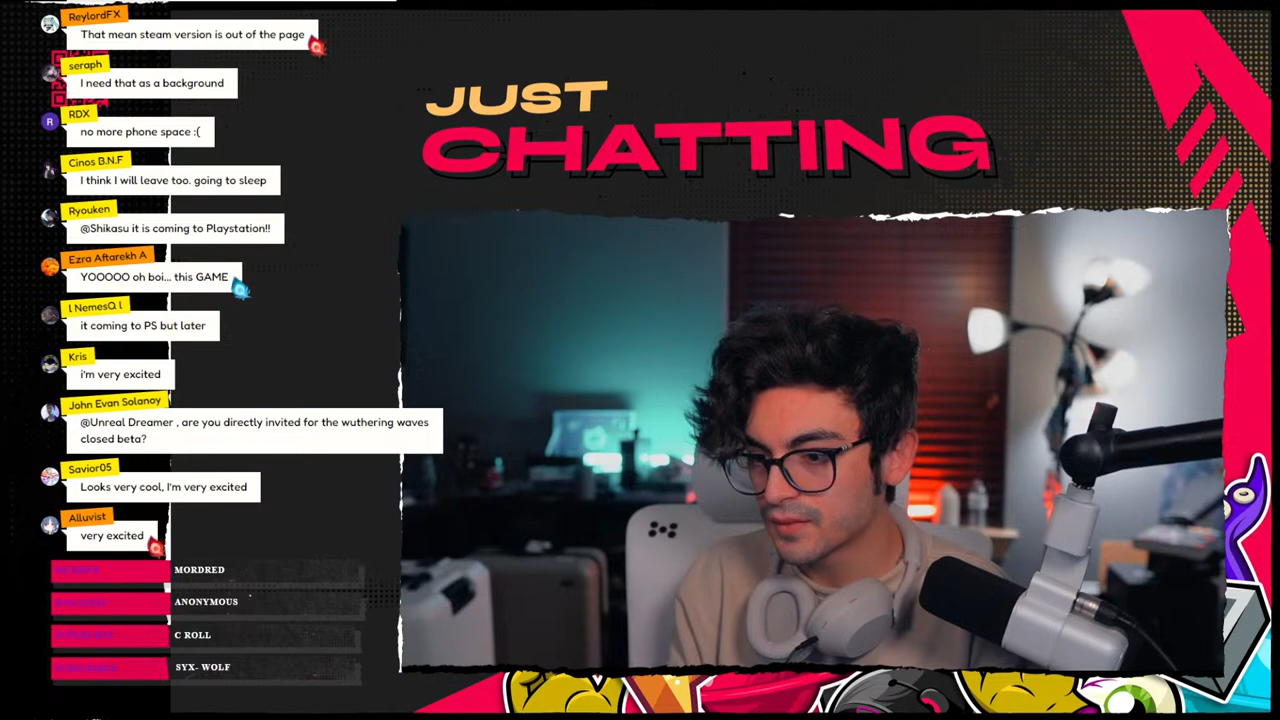 ReylordFX
That mean steam version is out of the page
seraph
I need that as a background
RDX
R
no more phone space :(
Cinos B.N.F
I think I will leave too. going to sleep
Ryouken
@Shikasu it is coming to Playstation!!
Ezra Aftarekh A
YOOOOO oh boi... this GAME
l NemesQ l
it coming to PS but later
Kris
i'm very excited
John Evan Solanoy
@Unreal Dreamer , are you directly invited for the wuthering waves
closed beta?
Savior05
Looks very cool, I'm very excited
Alluvist
very excited
MORDRED
ANONYMOUS
C ROLL
SYX- WOLF
JUST
CHATTING